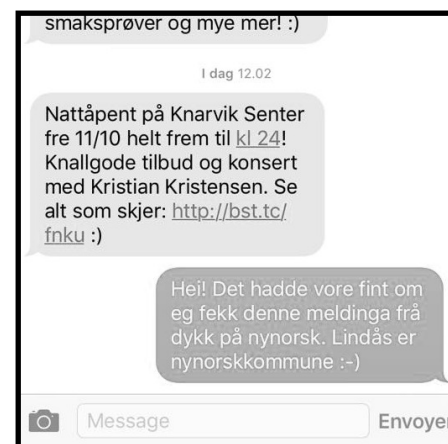 smaksprøver og mye mer! :)
I dag 12.02
Nattåpent på Knarvik Senter
fre 11/10 helt frem til kl 24!
Knallgode tilbud og konsert
med Kristian Kristensen. Se
alt som skjer: http://bst.tc/
fnku :)
Hei! Det hadde vore fint om
eg fekk denne meldinga frå
dykk på nynorsk. Lindås er
nynorskkommune :-)
Message
Envoye